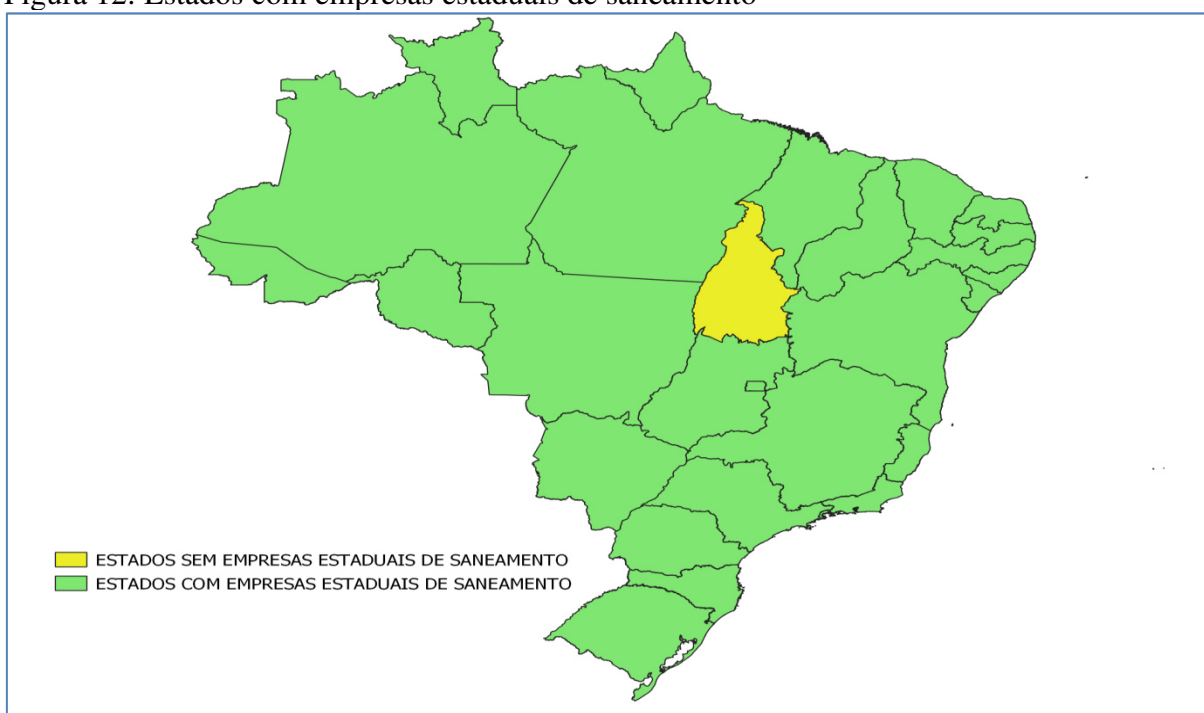 Figura 12: Estados com empresas estaduais de saneamento
ESTADOS SEM EMPRESAS ESTADUAIS DE SANEAMENTO
ESTADOS COM EMPRESAS ESTADUAIS DE SANEAMENTO